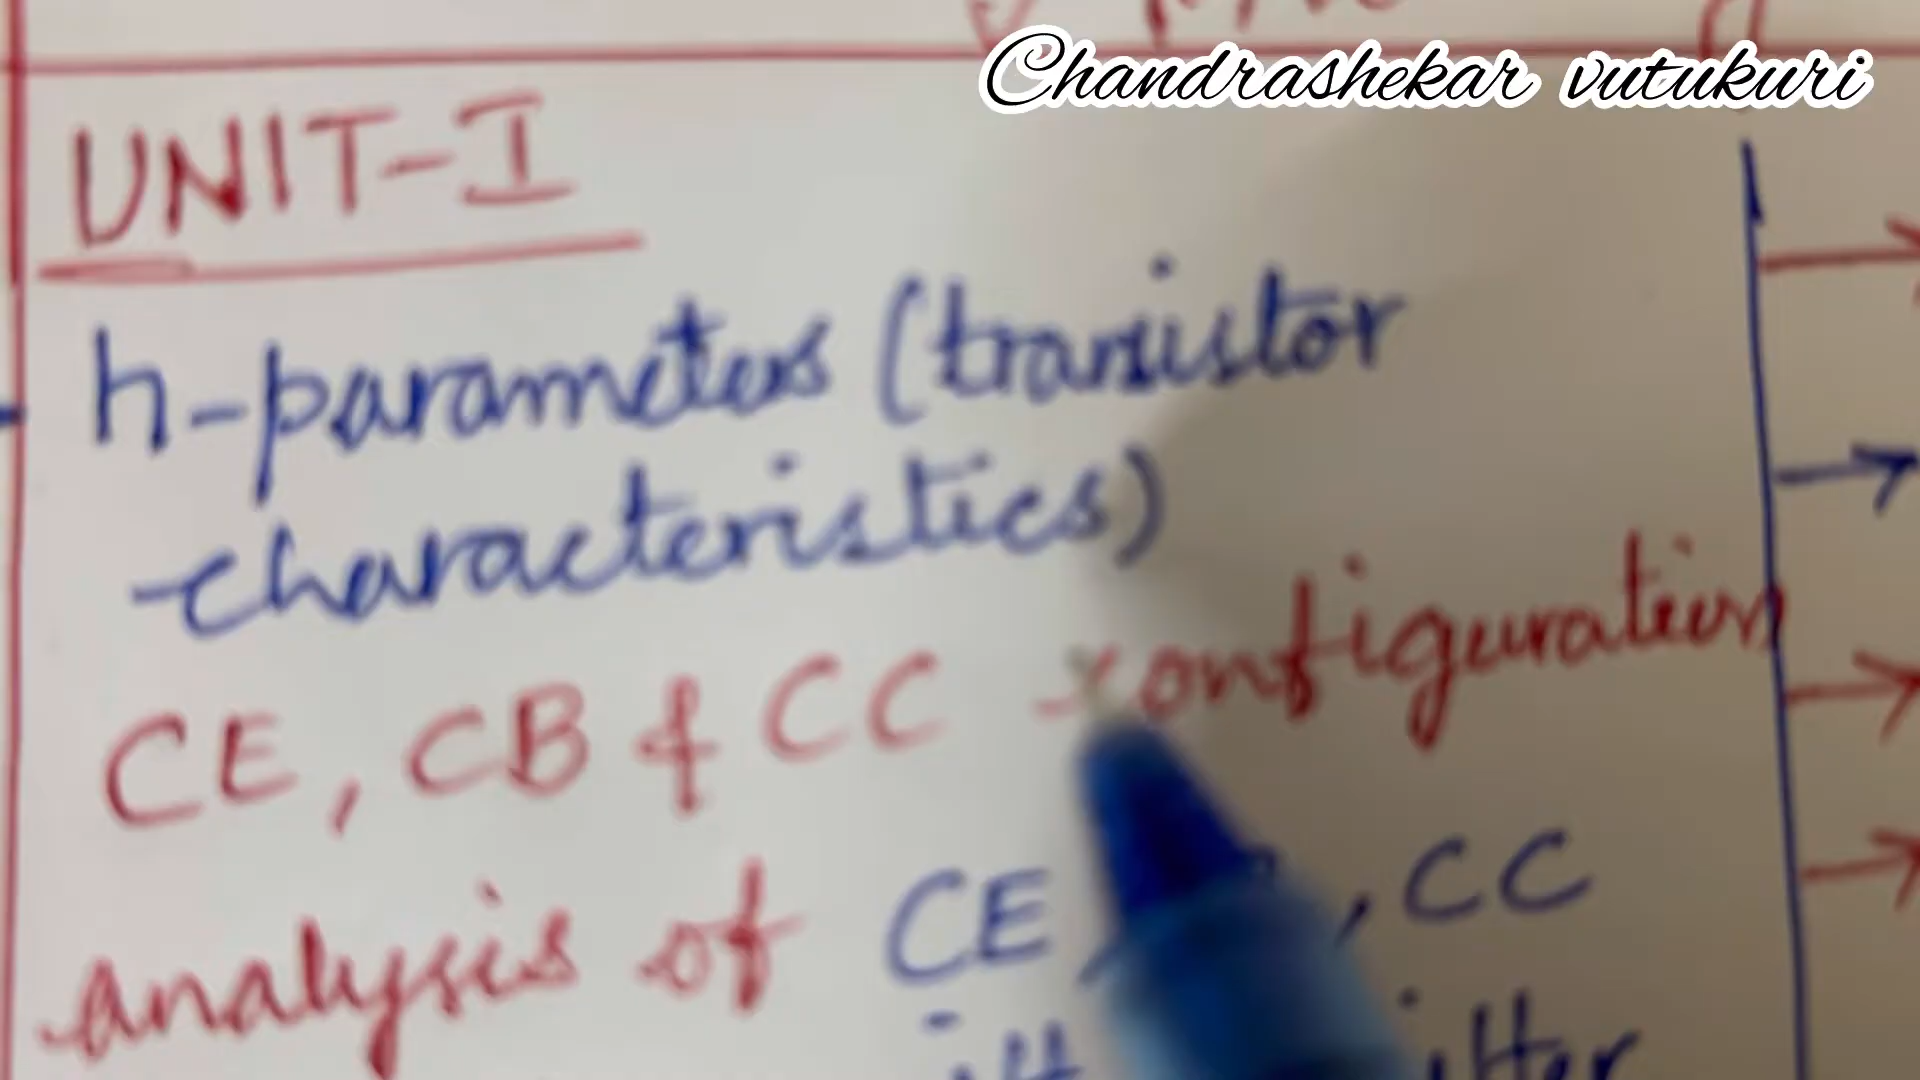 Chandrashekar vutukuri
UNIT-I
h-parameters (transistor
characteristics)
CE, CB & CC configuration
analysis of CE, , CC